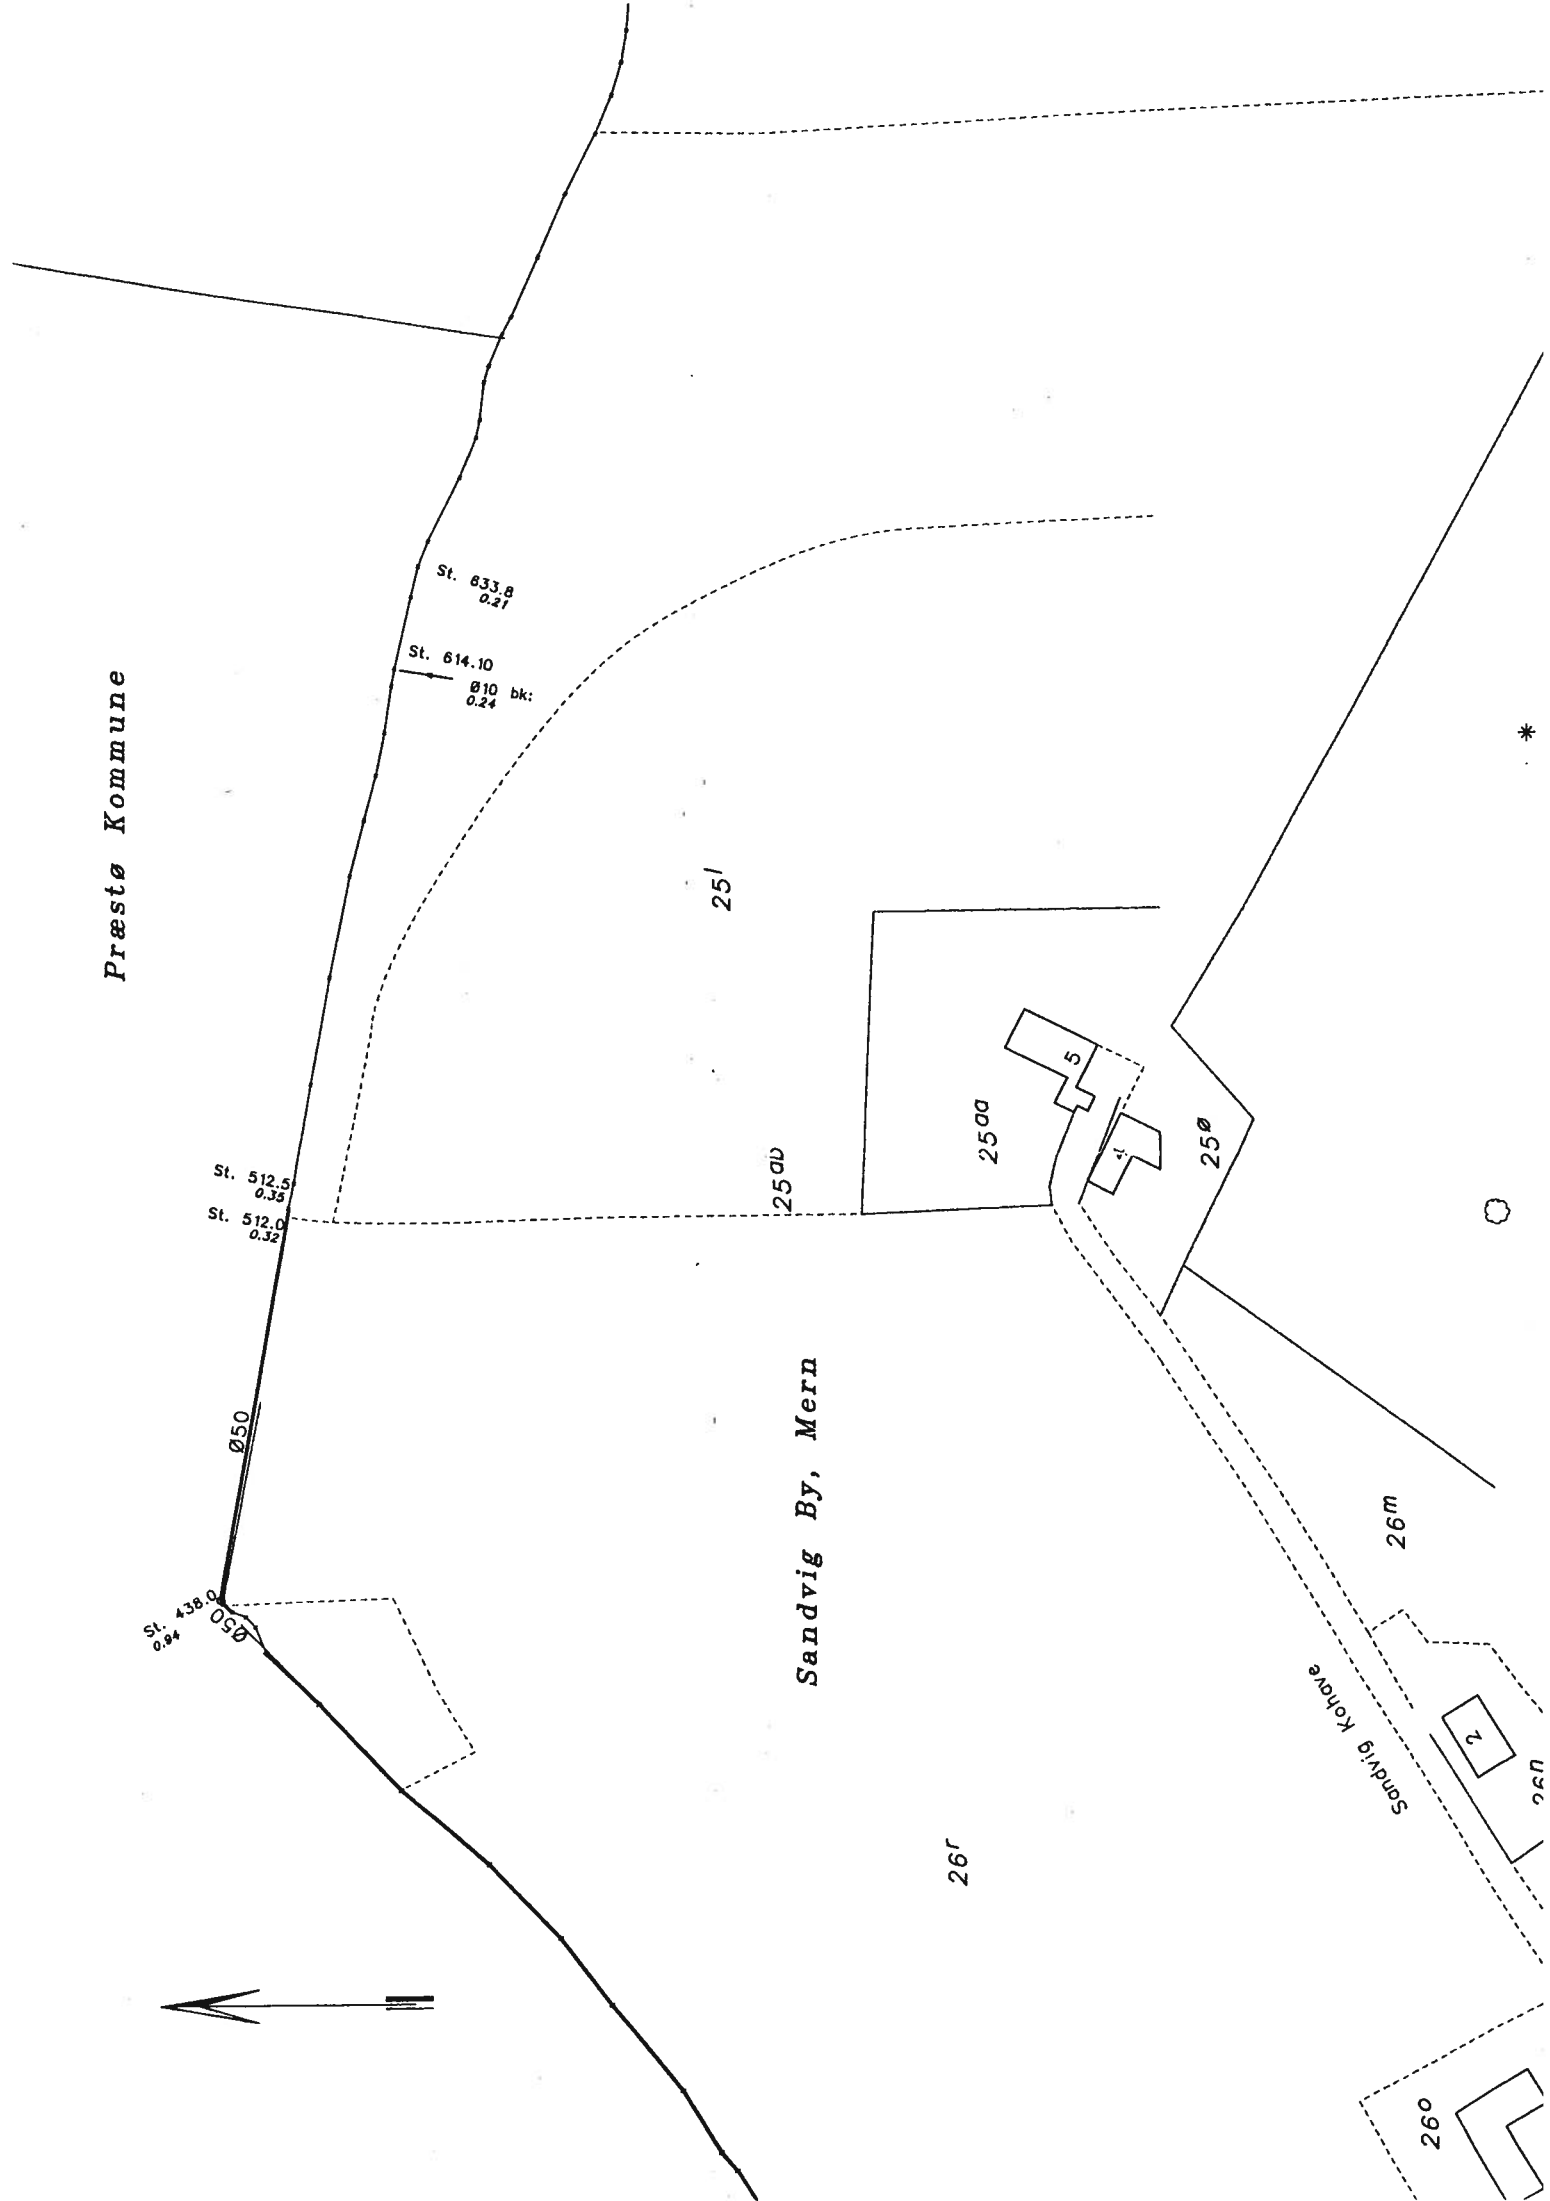 Præstø Kommune
St. 438.0
0.94
Ø50
Ø50
St. 512.0
0.32
St. 512.5
0.35
St. 614.10
Ø10 bk:
0.24
St. 633.8
0.21
25l
25ab
25aa
5
25ø
Sandvig By, Mern
26r
26m
Sandvig Kohave
2
26n
26o